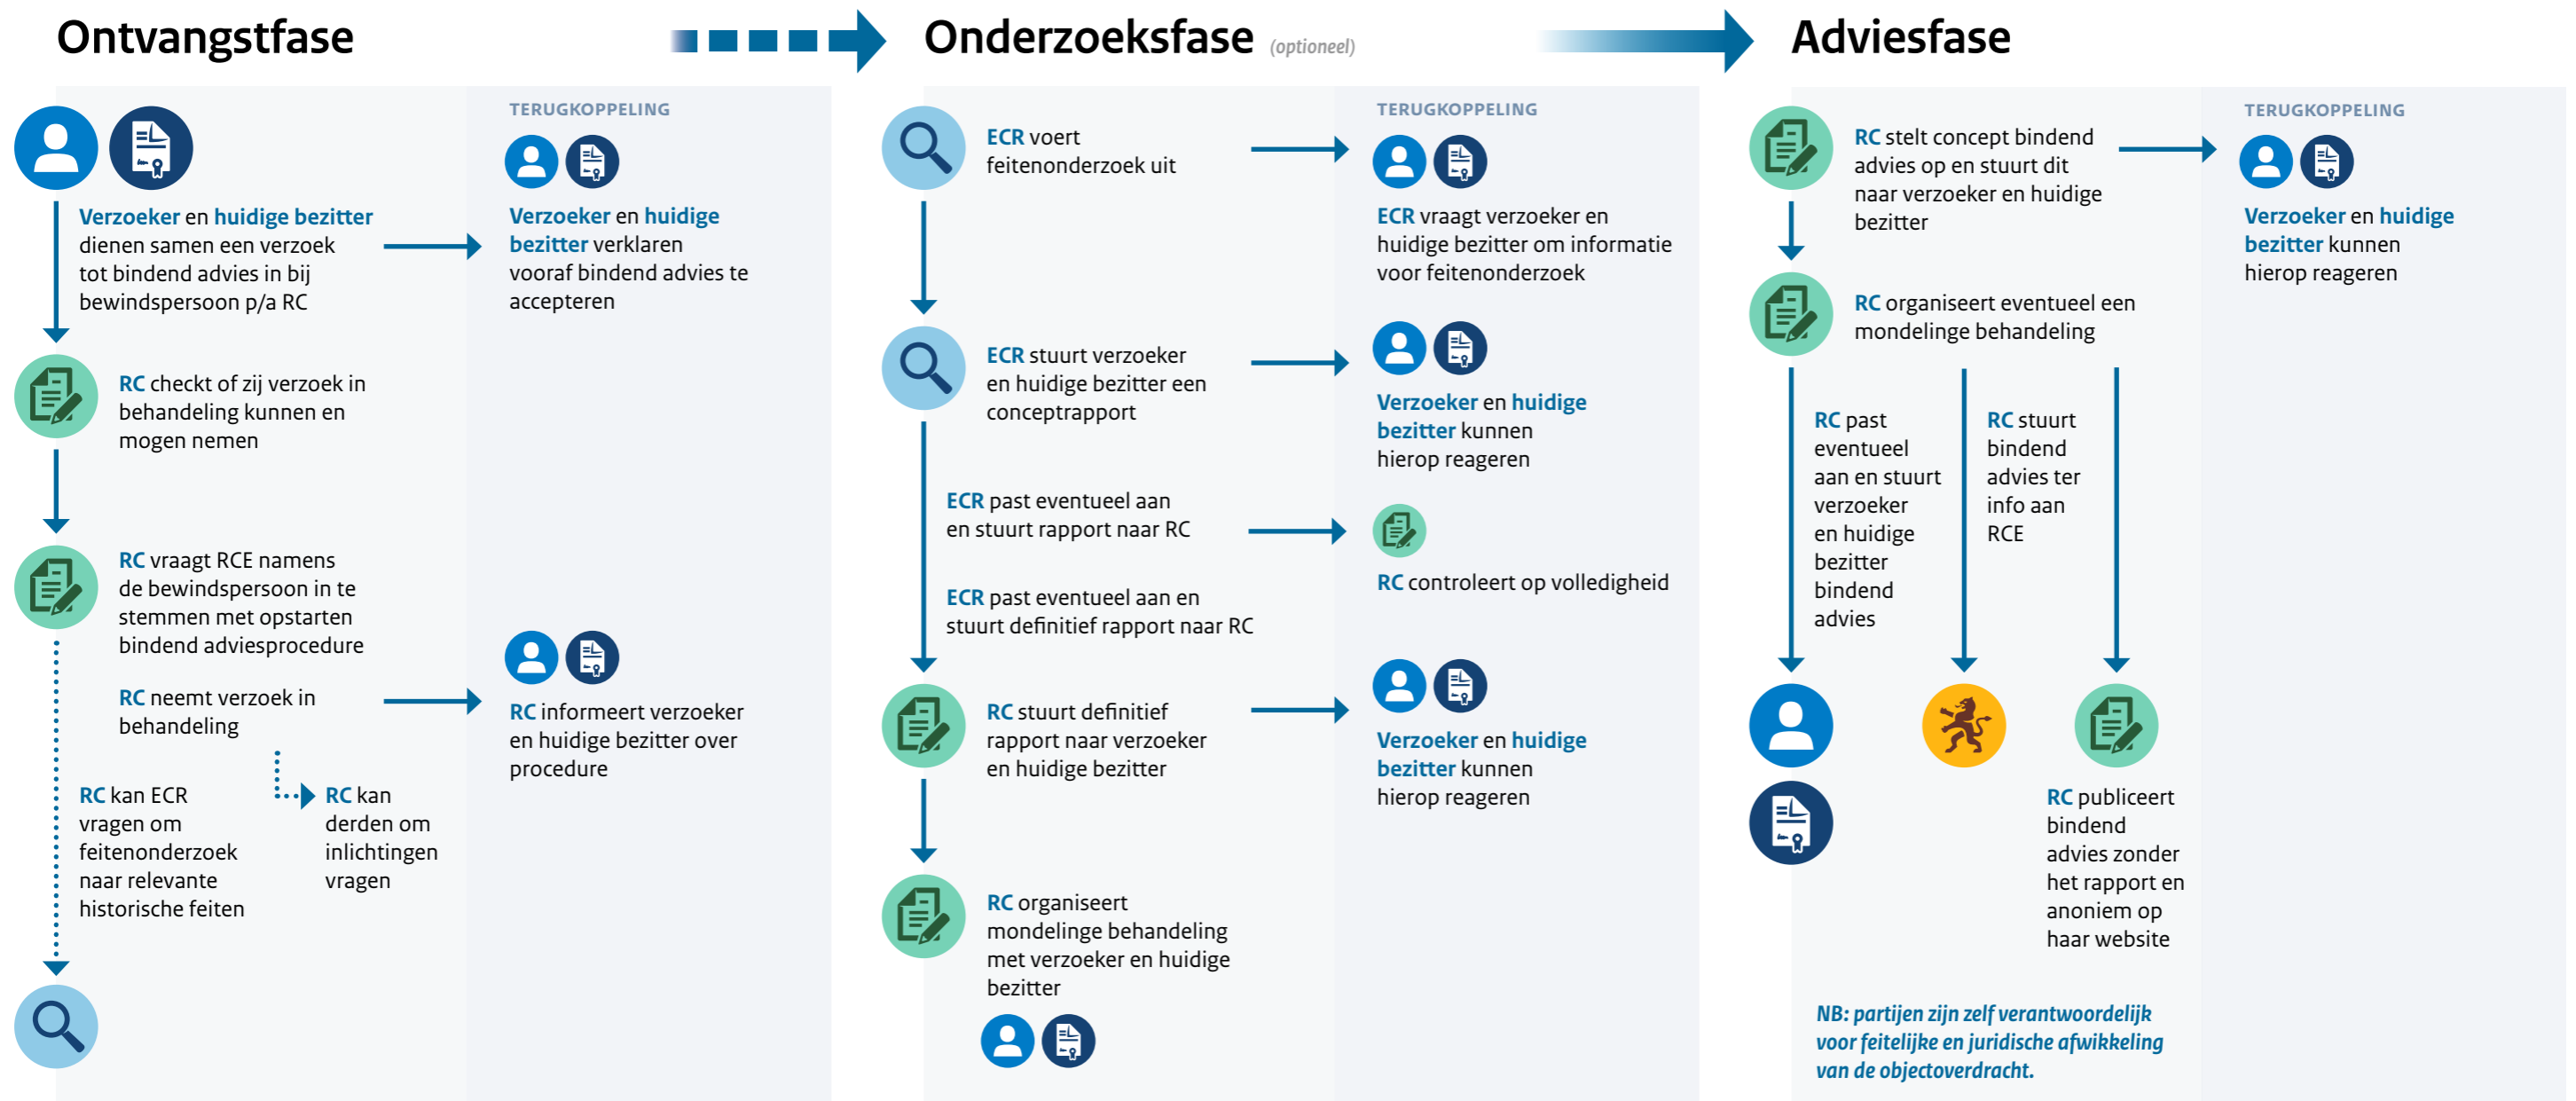 Ontvangstfase
TERUGKOPPELING
Verzoeker en huidige bezitter
dienen samen een verzoek
tot bindend advies in bij
bewindspersoon p/a RC
Verzoeker en huidige
bezitter verklaren
vooraf bindend advies te
accepteren
RC checkt of zij verzoek in
behandeling kunnen en
mogen nemen
RC vraagt RCE namens
de bewindspersoon in te
stemmen met opstarten
bindend adviesprocedure
RC neemt verzoek in
behandeling
RC informeert verzoeker
en huidige bezitter over
procedure
RC kan ECR
vragen om
feitenonderzoek
naar relevante
historische feiten
RC kan
derden om
inlichtingen
vragen
Onderzoeksfase (optioneel)
TERUGKOPPELING
ECR voert
feitenonderzoek uit
ECR vraagt verzoeker en
huidige bezitter om informatie
voor feitenonderzoek
ECR stuurt verzoeker
en huidige bezitter een
conceptrapport
Verzoeker en huidige
bezitter kunnen
hierop reageren
ECR past eventueel aan
en stuurt rapport naar RC
RC controleert op volledigheid
ECR past eventueel aan en
stuurt definitief rapport naar RC
RC stuurt definitief
rapport naar verzoeker
en huidige bezitter
Verzoeker en huidige
bezitter kunnen
hierop reageren
RC organiseert
mondelinge behandeling
met verzoeker en huidige
bezitter
Adviesfase
TERUGKOPPELING
RC stelt concept bindend
advies op en stuurt dit
naar verzoeker en huidige
bezitter
Verzoeker en huidige
bezitter kunnen
hierop reageren
RC organiseert eventueel een
mondelinge behandeling
RC past
eventueel
aan en stuurt
verzoeker
en huidige
bezitter
bindend
advies
RC stuurt
bindend
advies ter
info aan
RCE
RC publiceert
bindend
advies zonder
het rapport en
anoniem op
haar website
NB: partijen zijn zelf verantwoordelijk
voor feitelijke en juridische afwikkeling
van de objectoverdracht.